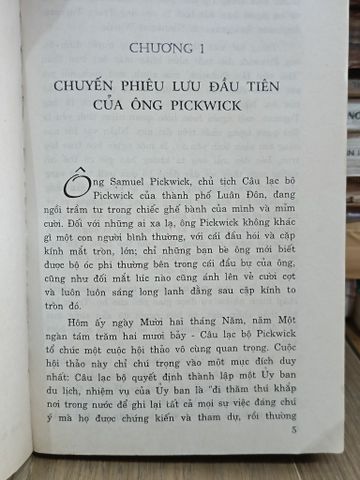 CHƯƠNG 1
CHUYẾN PHIÊU LƯU ĐẦU TIÊN
CỦA ÔNG PICKWICK
Ông Samuel Pickwick, chủ tịch Câu lạc bộ
Pickwick của thành phố Luân Đôn, đang
ngồi trầm tư trong chiếc ghế bành của mình và mỉm
cười. Đối với những ai xa lạ, ông Pickwick không khác
gì một con người bình thường, với cái đầu hói và cặp
kính mắt tròn, lớn; chỉ những bạn bè ông mới biết
được bộ óc phi thường bên trong cái đầu bự của ông,
cũng như đôi mắt lúc nào cũng ánh lên vẻ cười cợt
và luôn luôn sáng long lanh đằng sau cặp kính to
tròn đó.
Hôm ấy ngày Mười hai tháng Năm, năm Một
ngàn tám trăm hai mươi bảy - Câu lạc bộ Pickwick
tổ chức một cuộc hội thảo vô cùng quan trọng. Cuộc
hội thảo này chỉ chú trọng vào một mục đích duy
nhất: Câu lạc bộ quyết định thành lập một Ủy ban
du lịch, nhiệm vụ của Ủy ban là "đi thăm thú khắp
nơi trong nước để ghi lại tất cả mọi sự việc đáng chú
ý mà họ được chứng kiến và tham dự, rồi thường
5